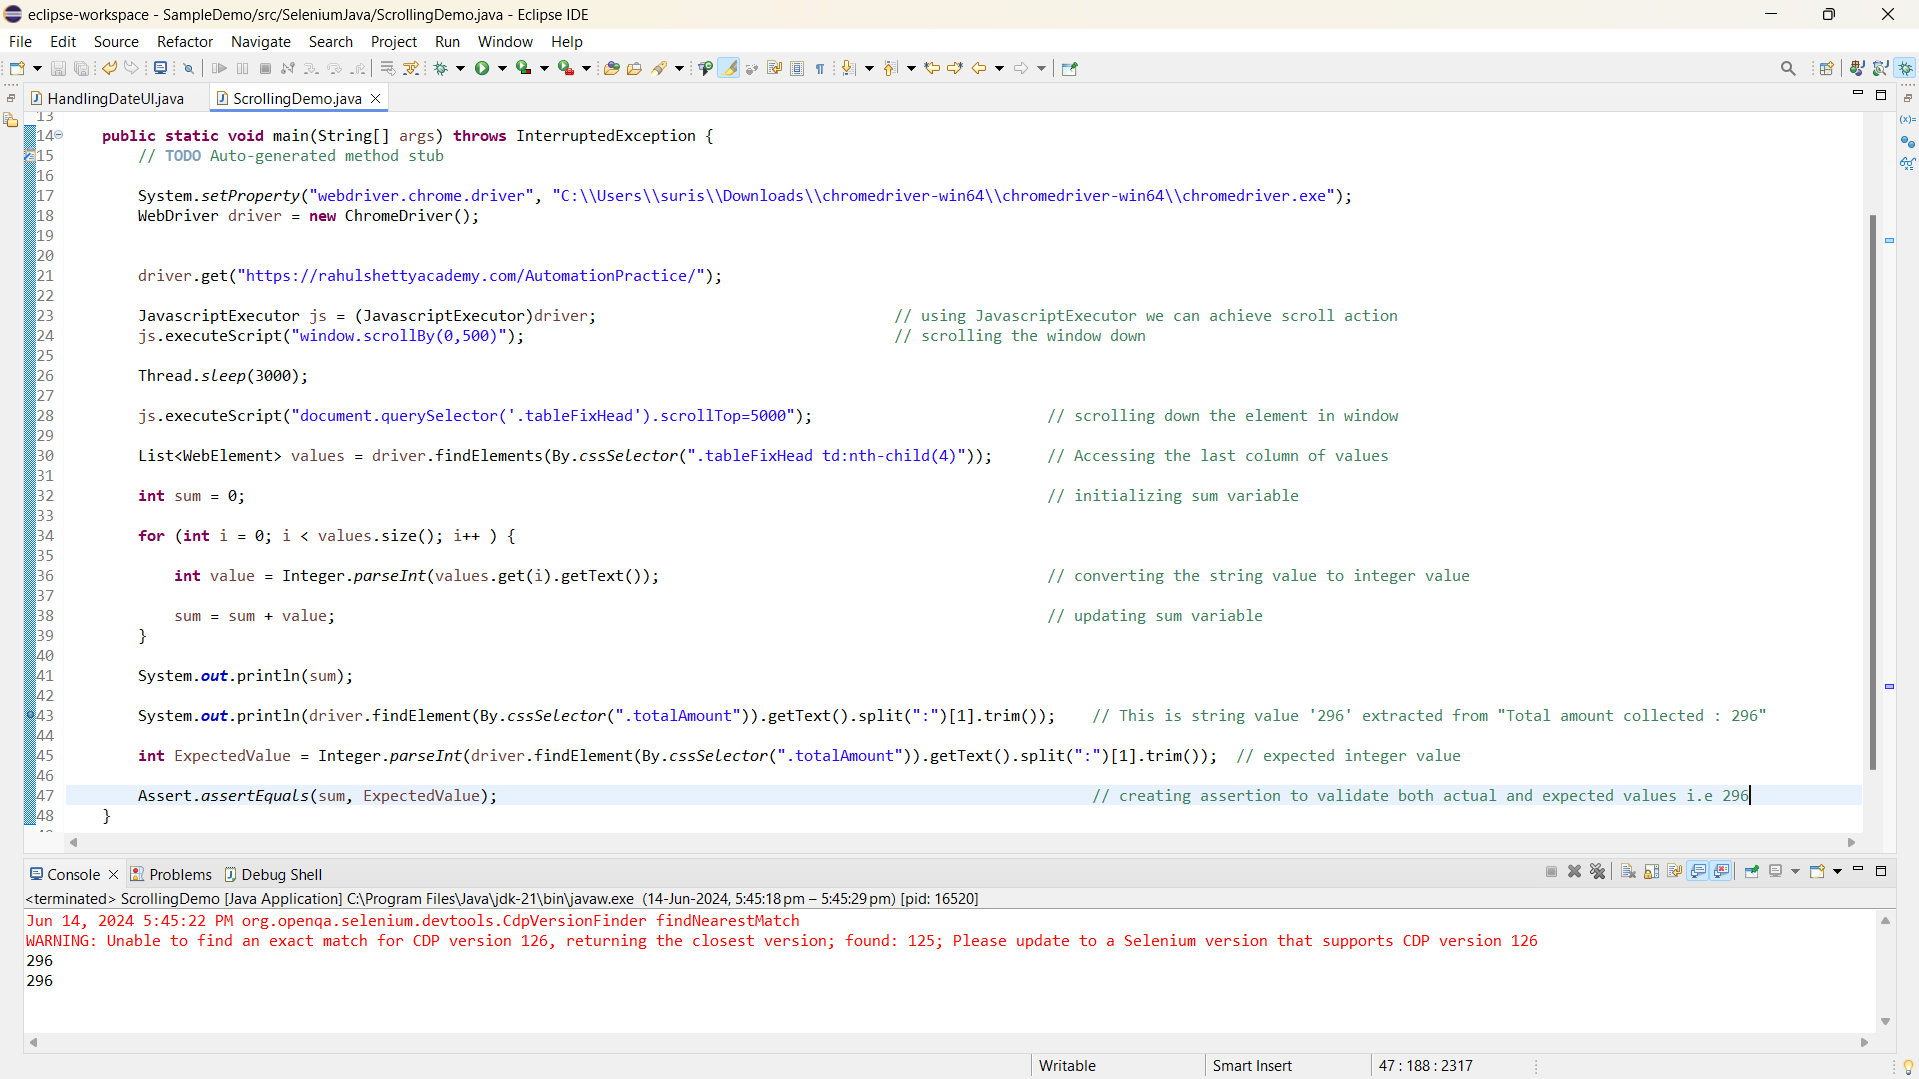 eclipse-workspace - SampleDemo/src/SeleniumJava/ScrollingDemo.java - Eclipse IDE
File Edit Source Refactor Navigate Search Project Run Window Help
HandlingDateUI.java ScrollingDemo.java
13
14 public static void main(String[] args) throws InterruptedException {
15 // TODO Auto-generated method stub
16
17 System.setProperty("webdriver.chrome.driver", "C:\\Users\\suris\\Downloads\\chromedriver-win64\\chromedriver-win64\\chromedriver.exe");
18 WebDriver driver = new ChromeDriver();
19
20
21 driver.get("https://rahulshettyacademy.com/AutomationPractice/");
22
23 JavascriptExecutor js = (JavascriptExecutor)driver; // using JavascriptExecutor we can achieve scroll action
24 js.executeScript("window.scrollBy(0,500)"); // scrolling the window down
25
26 Thread.sleep(3000);
27
28 js.executeScript("document.querySelector('.tableFixHead').scrollTop=5000"); // scrolling down the element in window
29
30 List<WebElement> values = driver.findElements(By.cssSelector(".tableFixHead td:nth-child(4)")); // Accessing the last column of values
31
32 int sum = 0; // initializing sum variable
33
34 for (int i = 0; i < values.size(); i++ ) {
35
36 int value = Integer.parseInt(values.get(i).getText()); // converting the string value to integer value
37
38 sum = sum + value; // updating sum variable
39 }
40
41 System.out.println(sum);
42
43 System.out.println(driver.findElement(By.cssSelector(".totalAmount")).getText().split(":")[1].trim()); // This is string value '296' extracted from "Total amount collected : 296"
44
45 int ExpectedValue = Integer.parseInt(driver.findElement(By.cssSelector(".totalAmount")).getText().split(":")[1].trim()); // expected integer value
46
47 Assert.assertEquals(sum, ExpectedValue); // creating assertion to validate both actual and expected values i.e 296
48 }
Console Problems Debug Shell
<terminated> ScrollingDemo [Java Application] C:\Program Files\Java\jdk-21\bin\javaw.exe (14-Jun-2024, 5:45:18 pm – 5:45:29 pm) [pid: 16520]
Jun 14, 2024 5:45:22 PM org.openqa.selenium.devtools.CdpVersionFinder findNearestMatch
WARNING: Unable to find an exact match for CDP version 126, returning the closest version; found: 125; Please update to a Selenium version that supports CDP version 126
296
296
Writable Smart Insert 47 : 188 : 2317